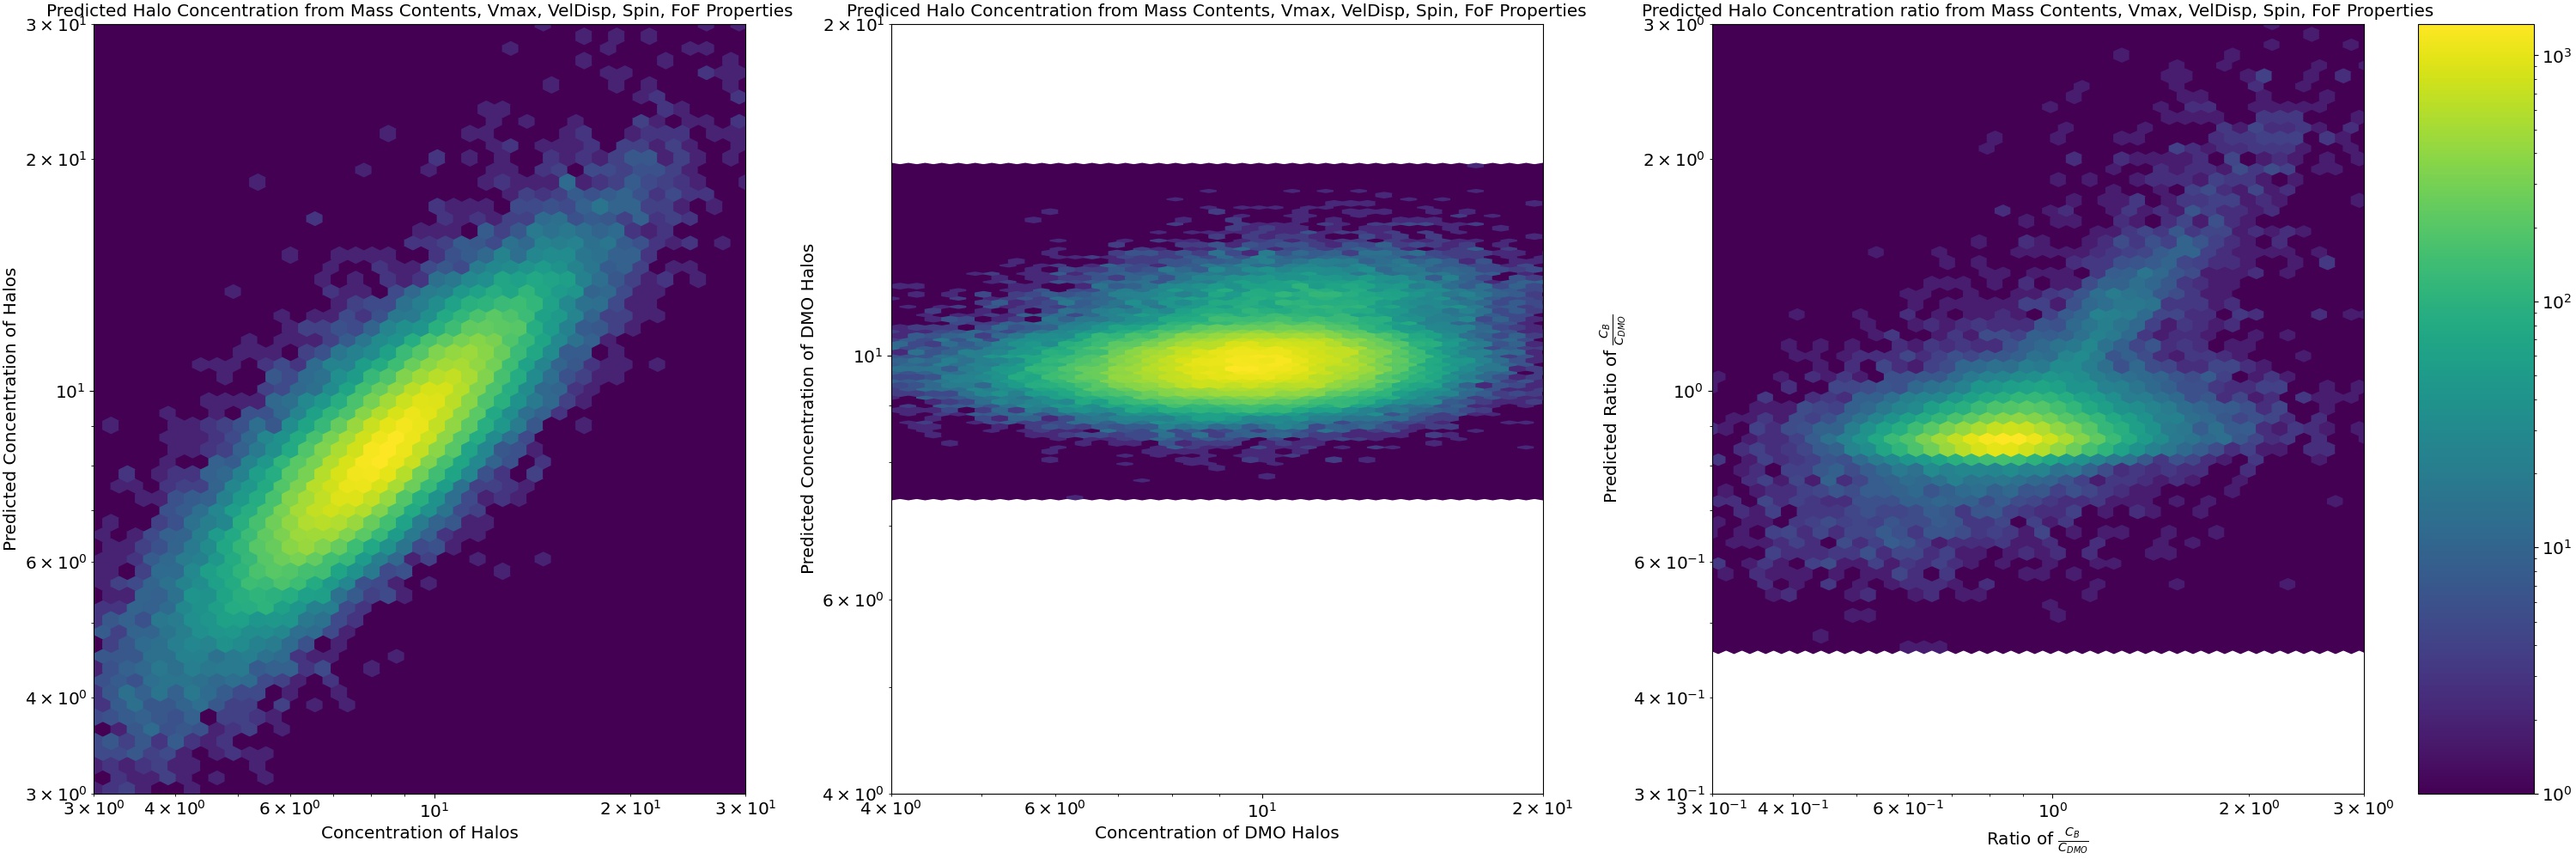 Predicted Halo Concentration from Mass Contents, Vmax, VelDisp, Spin, FoF Properties
Predicted Concentration of Halos
3 × 10¹
2 × 10¹
10¹
6 × 10⁰
4 × 10⁰
3 × 10⁰
3 × 10⁰ 4 × 10⁰ 6 × 10⁰ 10¹ 2 × 10¹ 3 × 10¹
Concentration of Halos
Prediced Halo Concentration from Mass Contents, Vmax, VelDisp, Spin, FoF Properties
Predicted Concentration of DMO Halos
2 × 10¹
10¹
6 × 10⁰
4 × 10⁰
4 × 10⁰ 6 × 10⁰ 10¹ 2 × 10¹
Concentration of DMO Halos
Predicted Halo Concentration ratio from Mass Contents, Vmax, VelDisp, Spin, FoF Properties
Predicted Ratio of C_B/C_DMO
3 × 10⁰
2 × 10⁰
10⁰
6 × 10⁻¹
4 × 10⁻¹
3 × 10⁻¹
3 × 10⁻¹ 4 × 10⁻¹ 6 × 10⁻¹ 10⁰ 2 × 10⁰ 3 × 10⁰
Ratio of C_B/C_DMO
10³
10²
10¹
10⁰